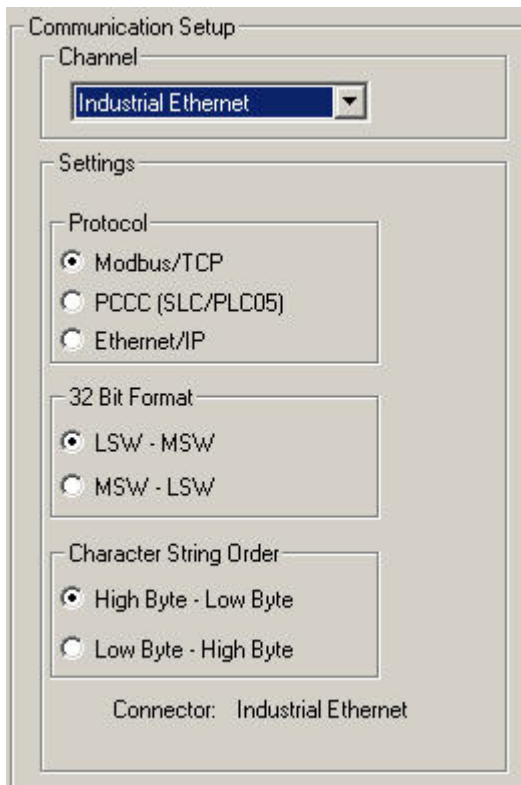 Communication Setup
Channel
Industrial Ethernet
Settings
Protocol
Modbus/TCP
PCCC (SLC/PLC05)
Ethernet/IP
32 Bit Format
LSW - MSW
MSW - LSW
Character String Order
High Byte - Low Byte
Low Byte - High Byte
Connector: Industrial Ethernet